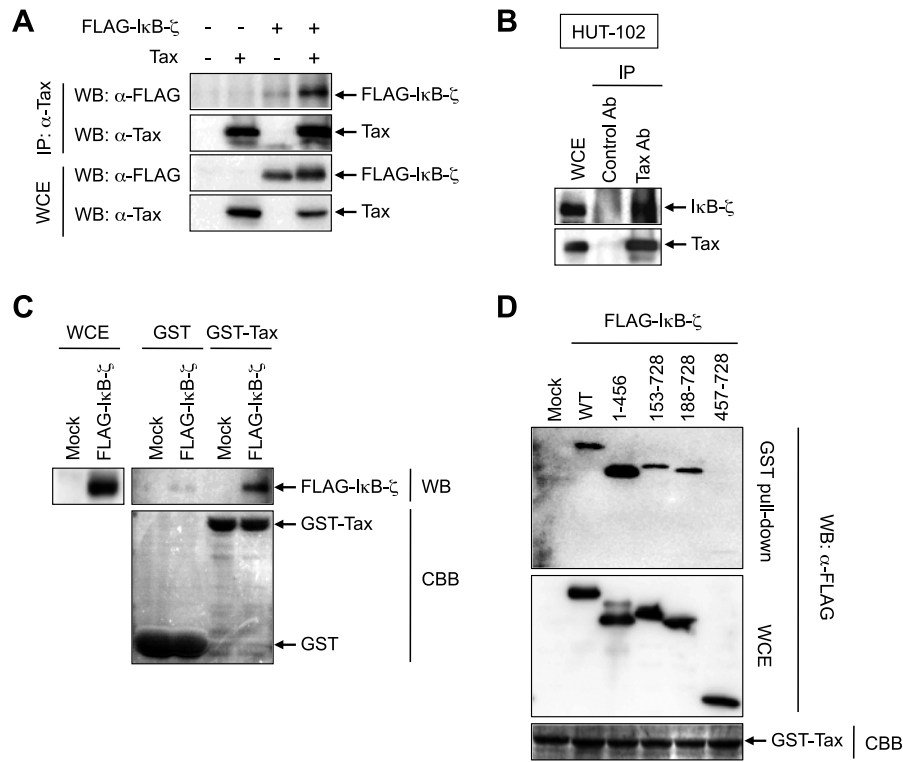 A
FLAG-IκB-ζ - - + +
Tax - + - +
IP: α-Tax
WB: α-FLAG
FLAG-IκB-ζ
WB: α-Tax
Tax
WCE
WB: α-FLAG
FLAG-IκB-ζ
WB: α-Tax
Tax
B
HUT-102
IP
WCE
Control Ab
Tax Ab
IκB-ζ
Tax
C
WCE GST GST-Tax
Mock
FLAG-IκB-ζ
Mock
FLAG-IκB-ζ
Mock
FLAG-IκB-ζ
FLAG-IκB-ζ WB
GST-Tax
CBB
GST
D
FLAG-IκB-ζ
Mock
WT
1-456
153-728
188-728
457-728
GST pull-down
WCE
WB: α-FLAG
GST-Tax CBB